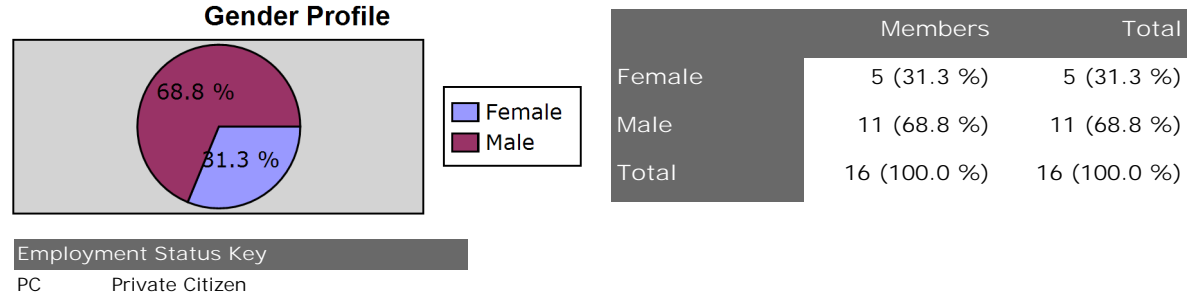 Gender Profile
68.8 %
31.3 %
Female
Male
Members Total
Female 5 (31.3 %) 5 (31.3 %)
Male 11 (68.8 %) 11 (68.8 %)
Total 16 (100.0 %) 16 (100.0 %)
Employment Status Key
PC Private Citizen